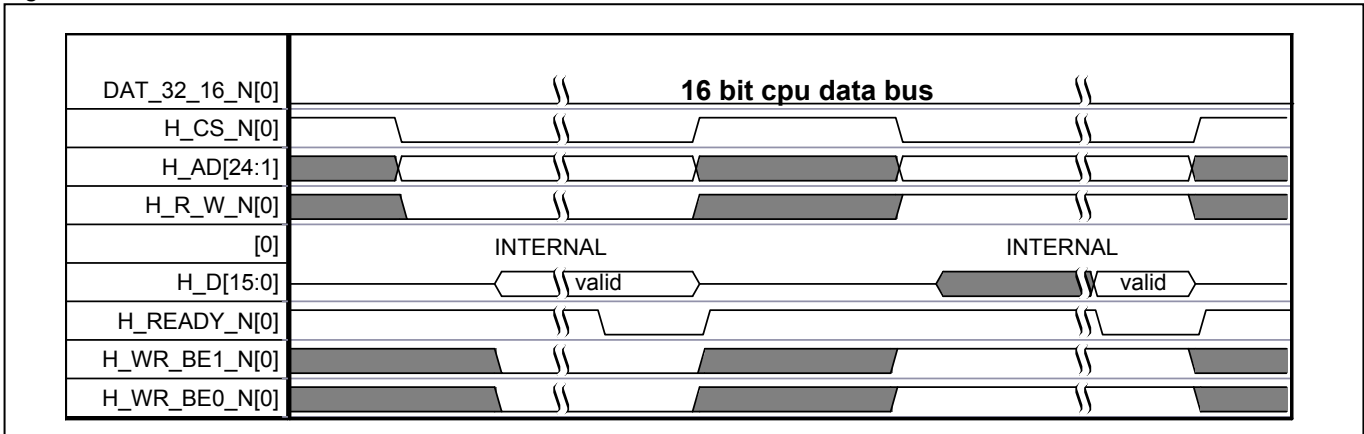 DAT_32_16_N[0] 16 bit cpu data bus
H_CS_N[0]
H_AD[24:1]
H_R_W_N[0]
[0] INTERNAL INTERNAL
H_D[15:0] valid valid
H_READY_N[0]
H_WR_BE1_N[0]
H_WR_BE0_N[0]